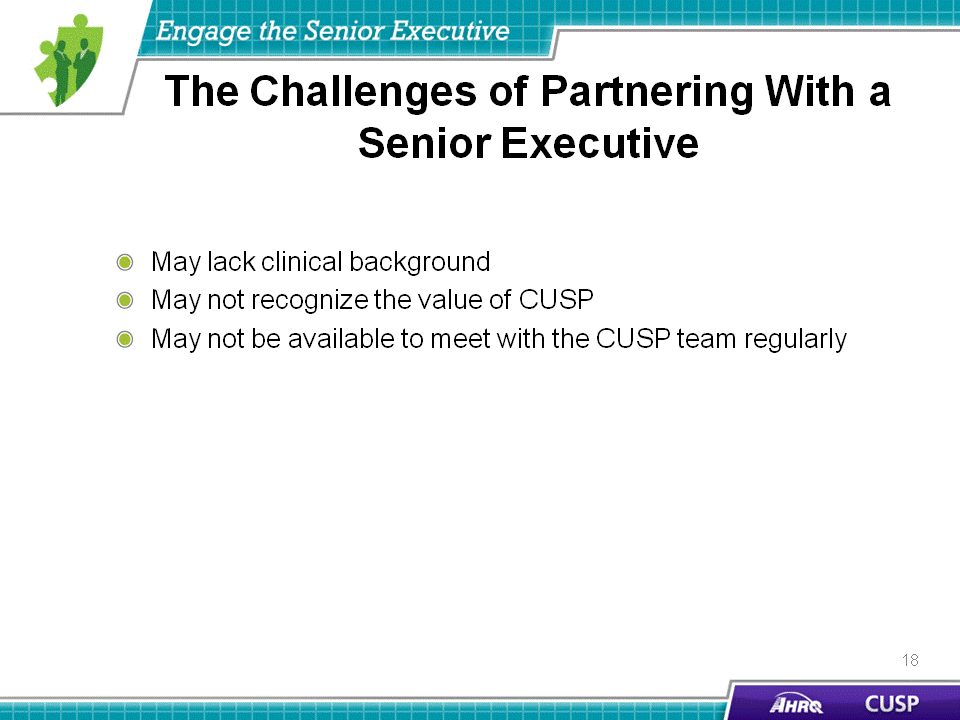 Engage the Senior Executive
The Challenges of Partnering With a
Senior Executive
May lack clinical background
May not recognize the value of CUSP
May not be available to meet with the CUSP team regularly
18
AHRQ CUSP